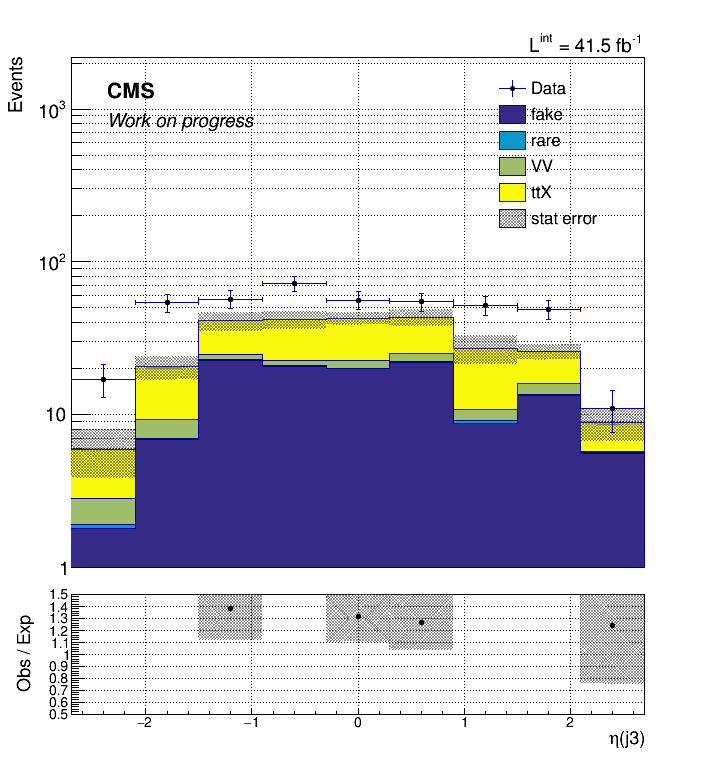 L^int = 41.5 fb^-1
Events
CMS
Work on progress
Data
fake
rare
VV
ttX
stat error
10^3
10^2
10
1
Obs / Exp
1.5
1.4
1.3
1.2
1.1
1
0.9
0.8
0.7
0.6
0.5
−2
−1
0
1
2
η(j3)